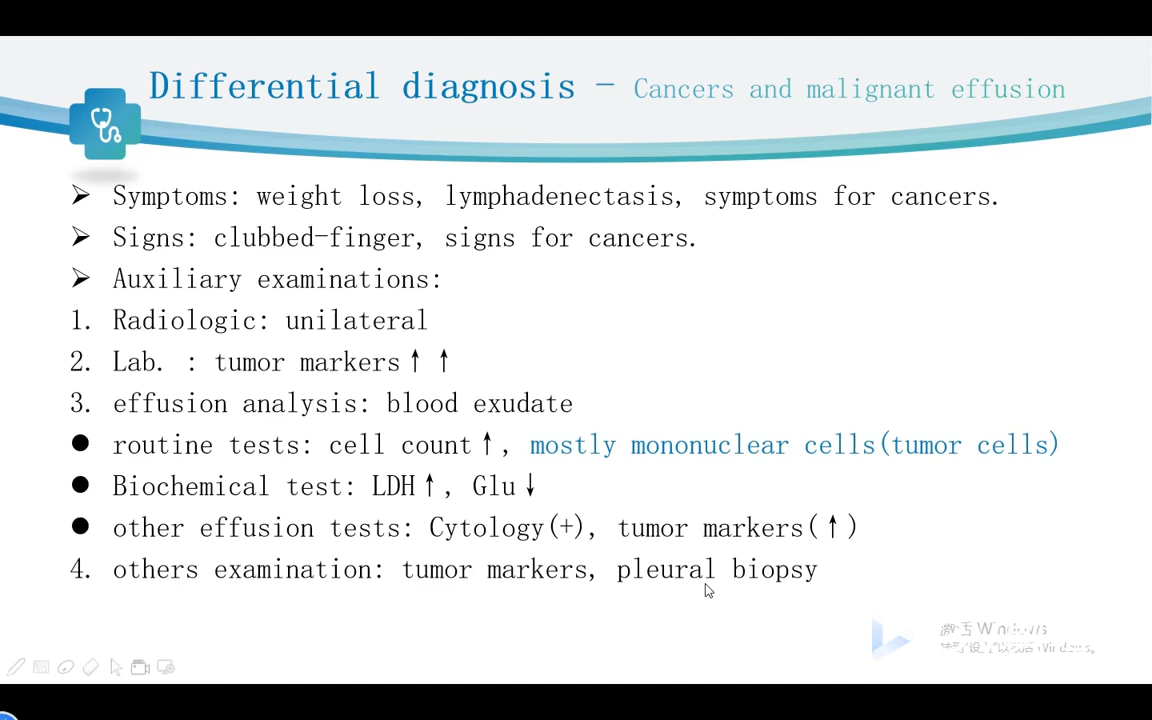 Differential diagnosis - Cancers and malignant effusion
➢ Symptoms: weight loss, lymphadenectasis, symptoms for cancers.
➢ Signs: clubbed-finger, signs for cancers.
➢ Auxiliary examinations:
1. Radiologic: unilateral
2. Lab. : tumor markers↑↑
3. effusion analysis: blood exudate
● routine tests: cell count↑, mostly mononuclear cells(tumor cells)
● Biochemical test: LDH↑, Glu↓
● other effusion tests: Cytology(+), tumor markers(↑)
4. others examination: tumor markers, pleural biopsy
Windows
Windows。